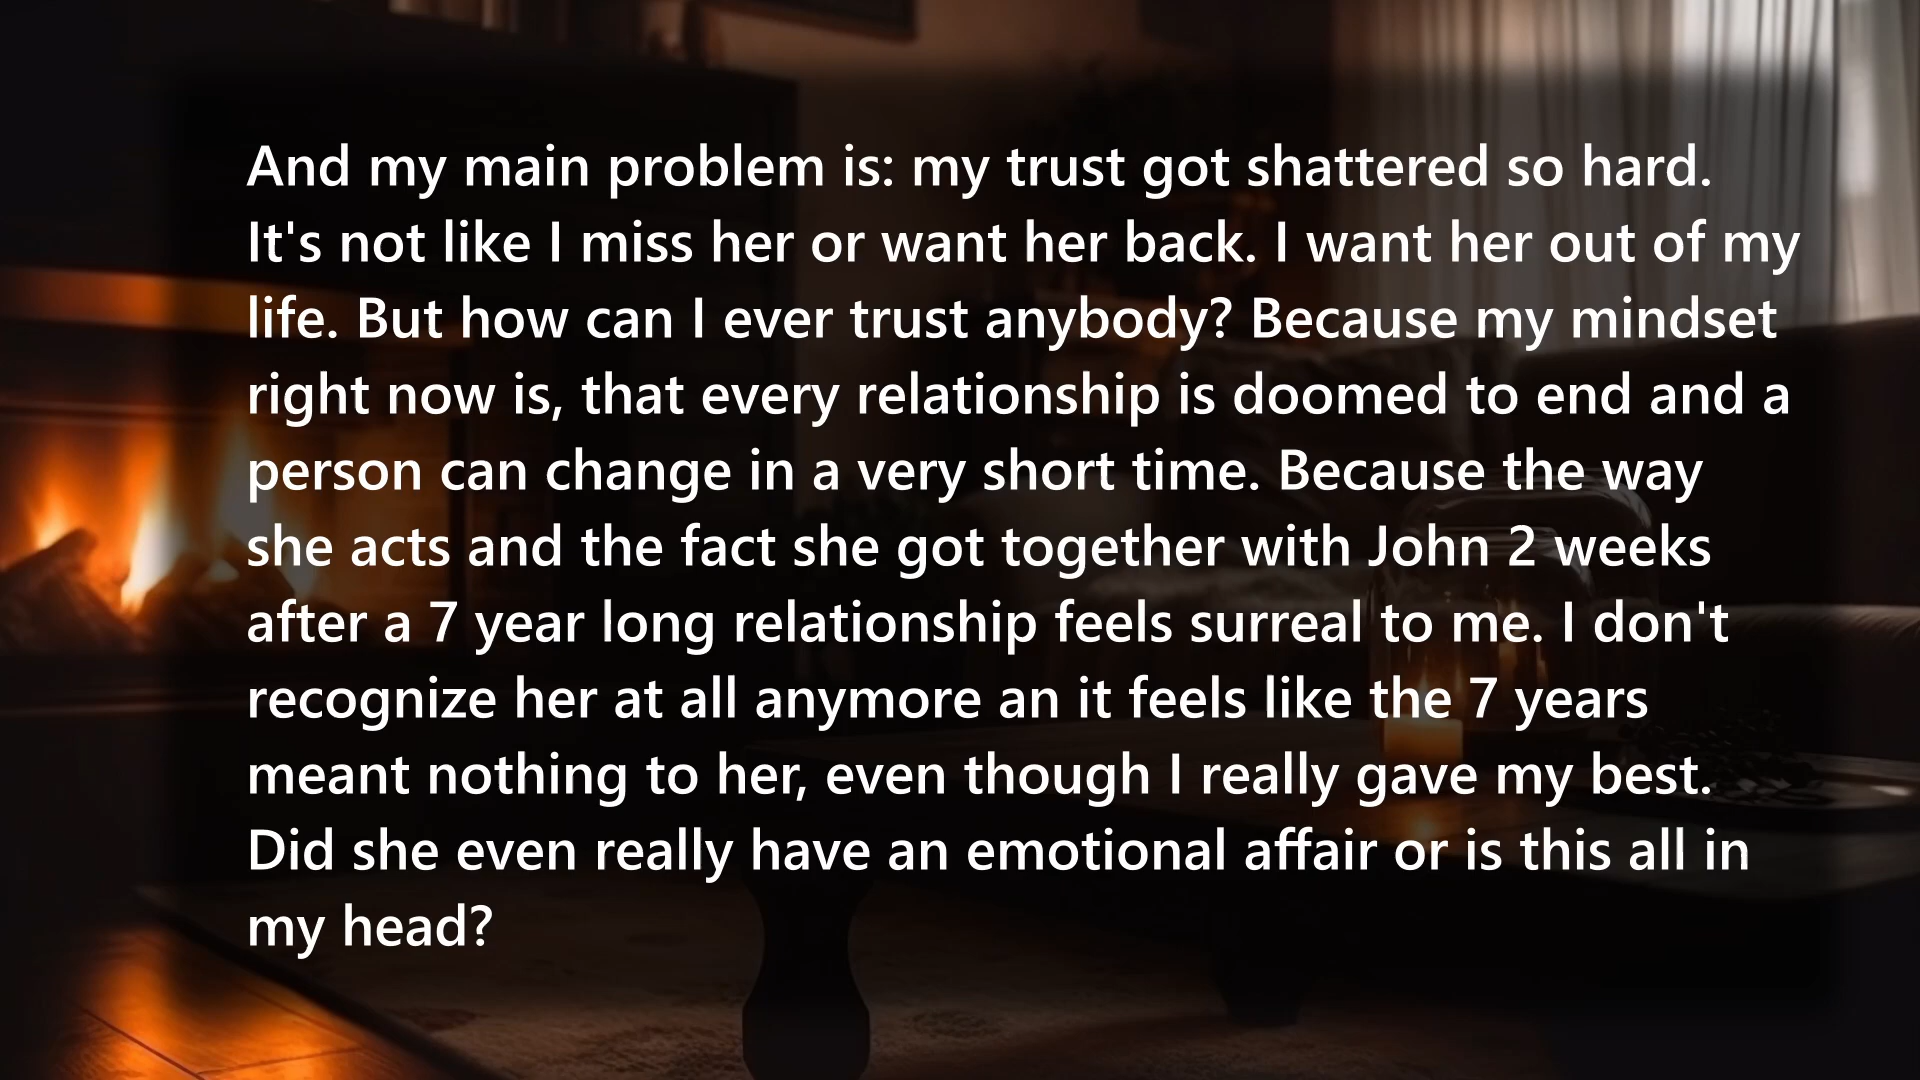 And my main problem is: my trust got shattered so hard.
It's not like I miss her or want her back. I want her out of my
life. But how can I ever trust anybody? Because my mindset
right now is, that every relationship is doomed to end and a
person can change in a very short time. Because the way
she acts and the fact she got together with John 2 weeks
after a 7 year long relationship feels surreal to me. I don't
recognize her at all anymore an it feels like the 7 years
meant nothing to her, even though I really gave my best.
Did she even really have an emotional affair or is this all in
my head?